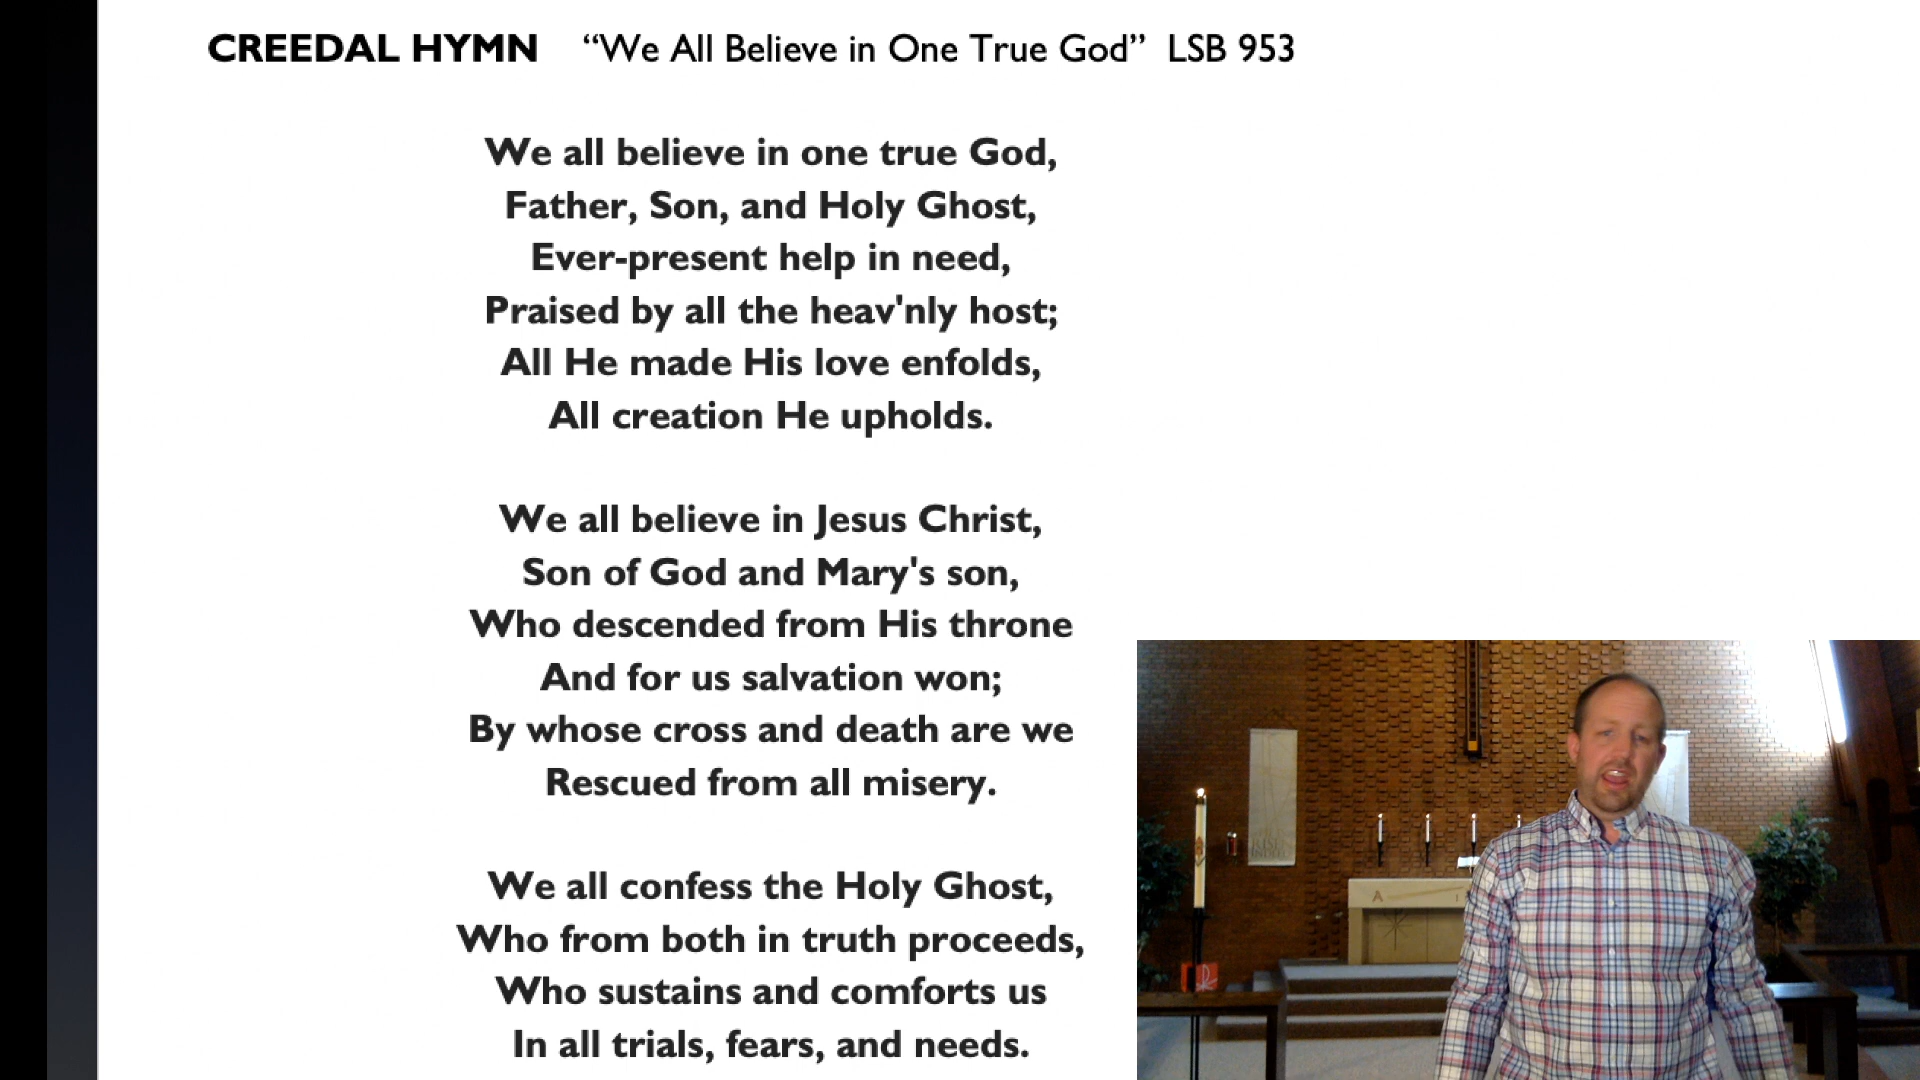 CREEDAL HYMN “We All Believe in One True God” LSB 953
We all believe in one true God,
Father, Son, and Holy Ghost,
Ever-present help in need,
Praised by all the heav'nly host;
All He made His love enfolds,
All creation He upholds.
We all believe in Jesus Christ,
Son of God and Mary's son,
Who descended from His throne
And for us salvation won;
By whose cross and death are we
Rescued from all misery.
We all confess the Holy Ghost,
Who from both in truth proceeds,
Who sustains and comforts us
In all trials, fears, and needs.
A